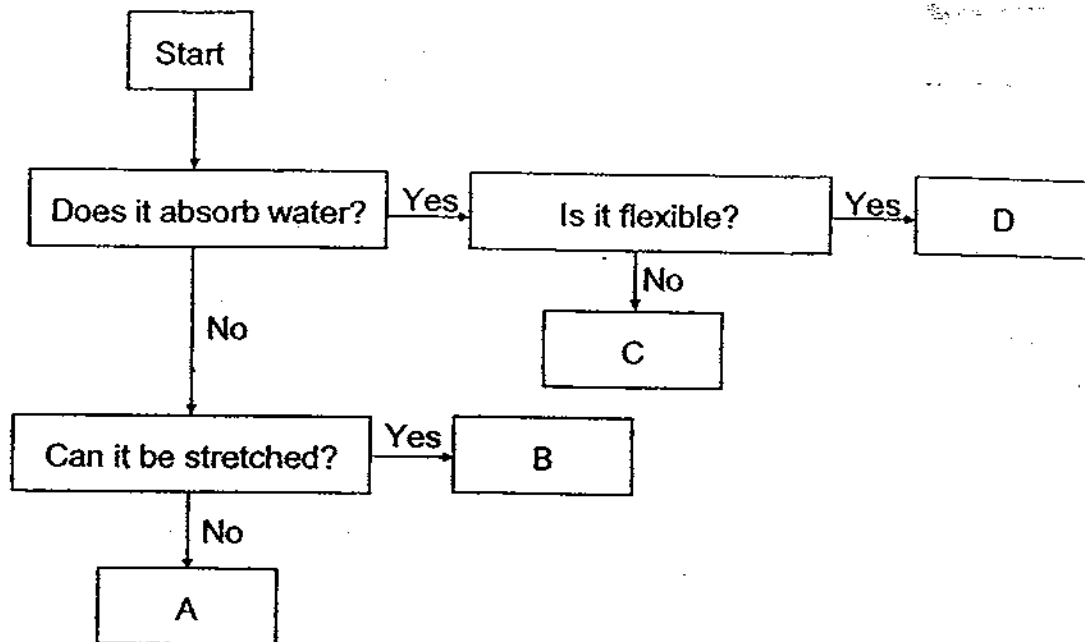 Start
Does it absorb water?
Yes
Is it flexible?
Yes
D
No
No
C
Can it be stretched?
Yes
B
No
A